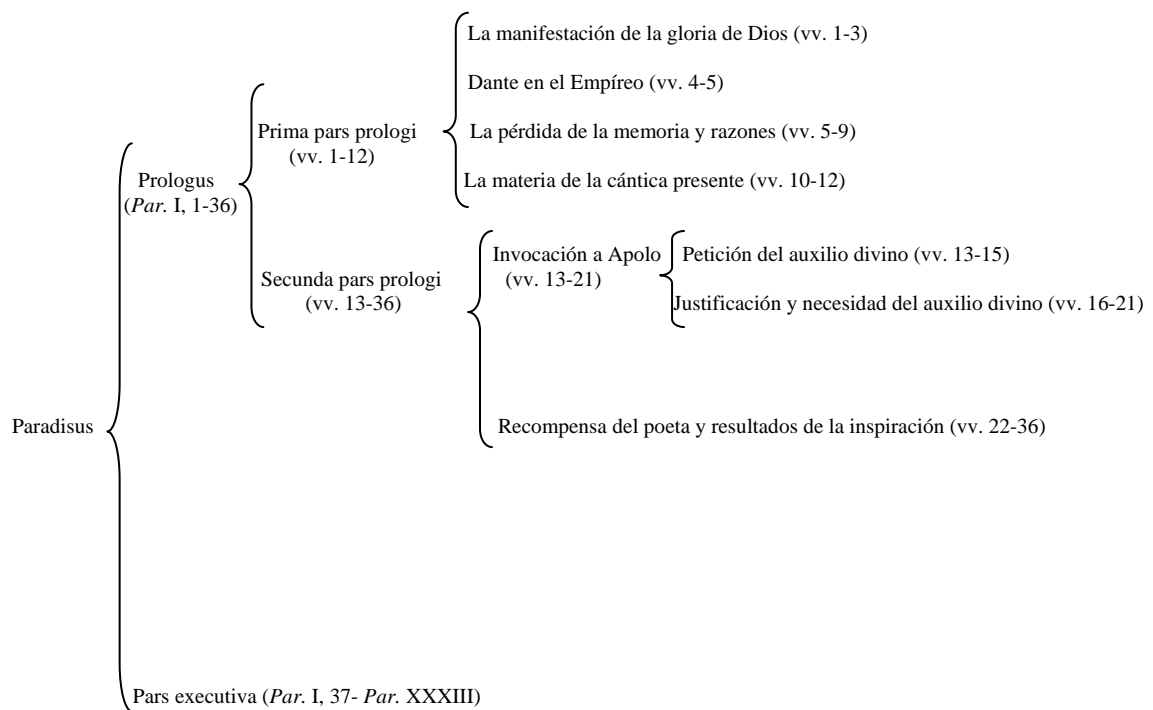 La manifestación de la gloria de Dios (vv. 1-3)
Dante en el Empíreo (vv. 4-5)
Prima pars prologi
(vv. 1-12)
La pérdida de la memoria y razones (vv. 5-9)
La materia de la cántica presente (vv. 10-12)
Prologus
(Par. I, 1-36)
Secunda pars prologi
(vv. 13-36)
Invocación a Apolo
(vv. 13-21)
Petición del auxilio divino (vv. 13-15)
Justificación y necesidad del auxilio divino (vv. 16-21)
Recompensa del poeta y resultados de la inspiración (vv. 22-36)
Paradisus
Pars executiva (Par. I, 37- Par. XXXIII)